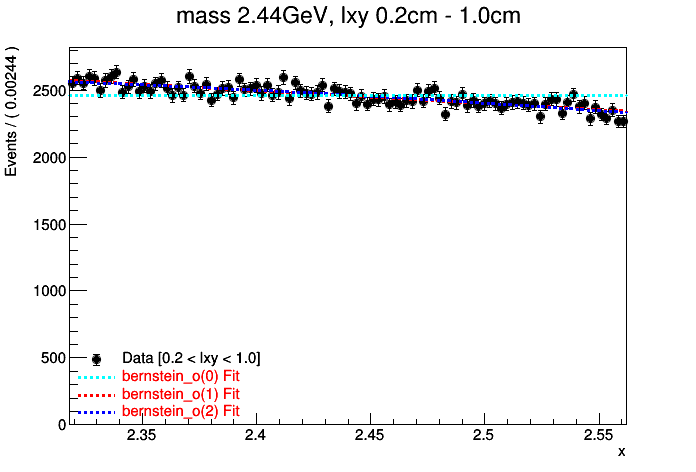 mass 2.44GeV, lxy 0.2cm - 1.0cm
Events / ( 0.00244 )
2500
2000
1500
1000
500
0
Data [0.2 < lxy < 1.0]
bernstein_o(0) Fit
bernstein_o(1) Fit
bernstein_o(2) Fit
2.35 2.4 2.45 2.5 2.55
x